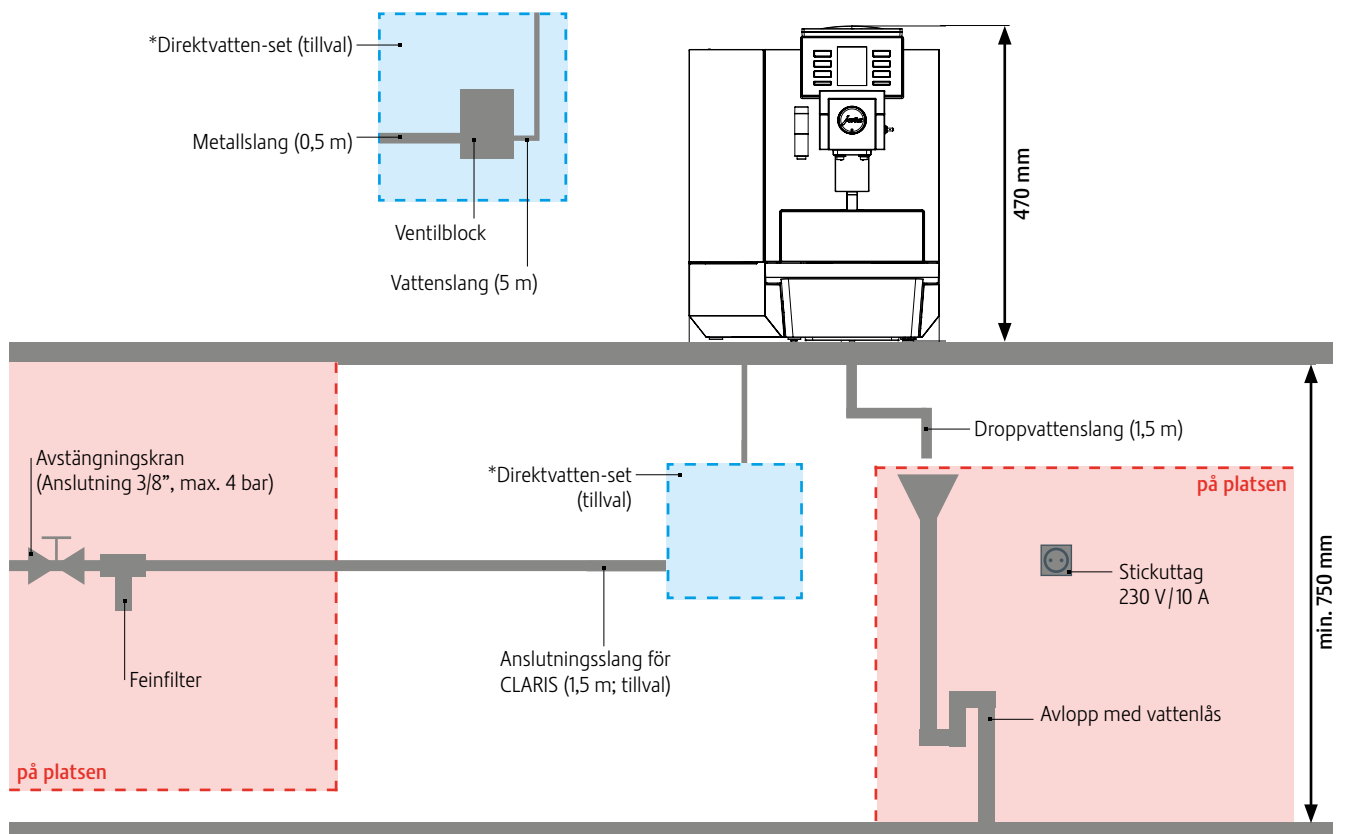 *Direktvatten-set (tillval)
Metallslang (0,5 m)
Ventilblock
Vattenslang (5 m)
Jura
470 mm
Avstängningskran
(Anslutning 3/8”, max. 4 bar)
Feinfilter
på platsen
*Direktvatten-set
(tillval)
Anslutningsslang för
CLARIS (1,5 m; tillval)
Droppvattenslang (1,5 m)
på platsen
Stickuttag
230 V / 10 A
Avlopp med vattenlås
min. 750 mm